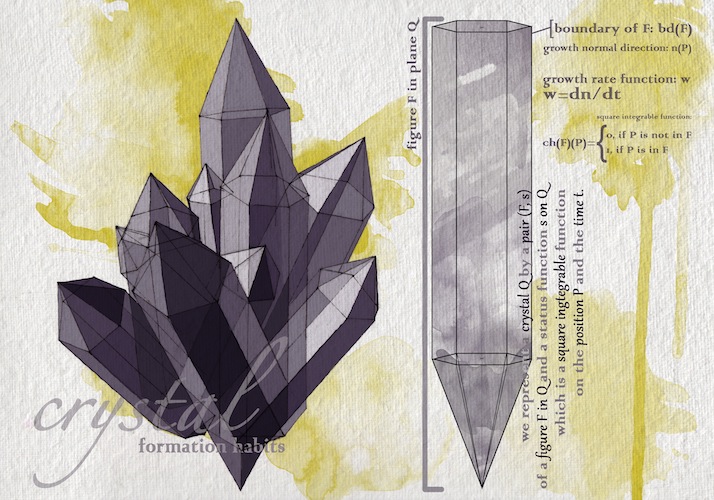 crystal
formation habits
figure F in plane Q
[boundary of F: bd(F)
growth normal direction: n(P)
growth rate function: w
w=dn/dt
square integrable function:
ch(F)(P)={0, if P is not in F
1, if P is in F
we represent a crystal Q by a pair (F, s)
of a figure F in Q and a status function s on Q
which is a square ingtegrable function
on the position P and the time t.